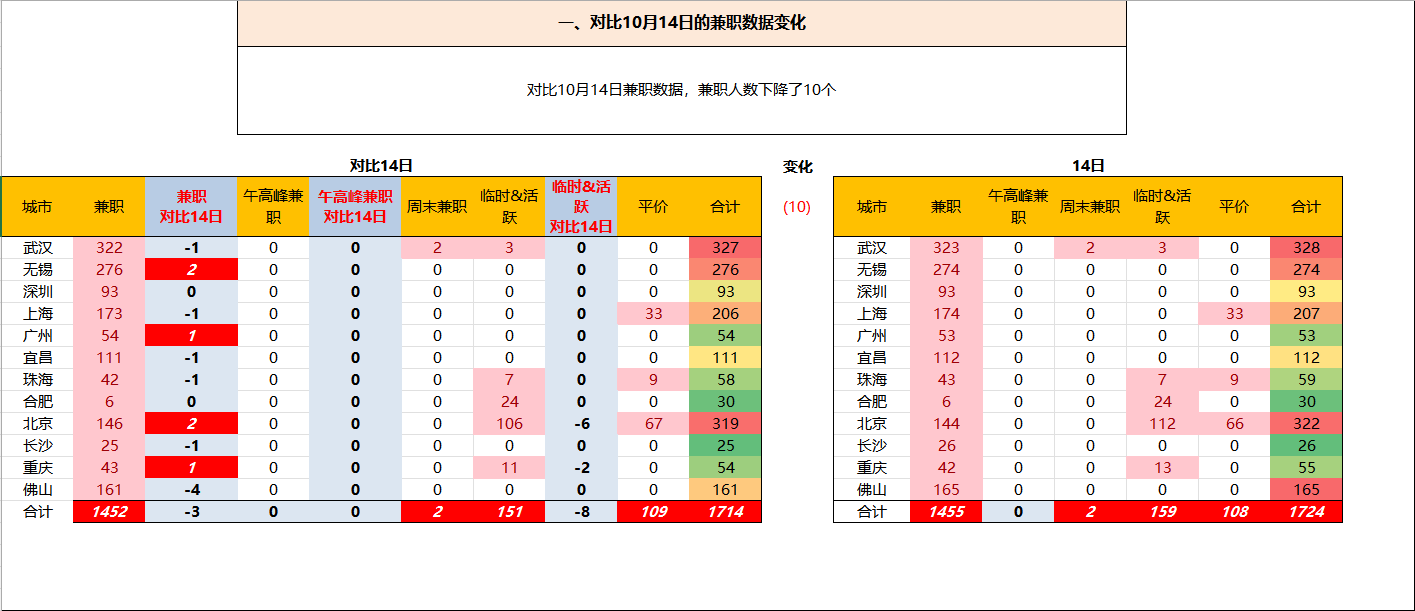 一、对比10月14日的兼职数据变化
对比10月14日兼职数据，兼职人数下降了10个
对比14日 变化 14日
城市 兼职 兼职对比14日 午高峰兼职 午高峰兼职对比14日 周末兼职 临时&活跃 临时&活跃对比14日 平价 合计 (10) 城市 兼职 午高峰兼职 周末兼职 临时&活跃 平价 合计
武汉 322 -1 0 0 2 3 0 0 327 武汉 323 0 2 3 0 328
无锡 276 2 0 0 0 0 0 0 276 无锡 274 0 0 0 0 274
深圳 93 0 0 0 0 0 0 0 93 深圳 93 0 0 0 0 93
上海 173 -1 0 0 0 0 0 33 206 上海 174 0 0 0 33 207
广州 54 1 0 0 0 0 0 0 54 广州 53 0 0 0 0 53
宜昌 111 -1 0 0 0 0 0 0 111 宜昌 112 0 0 0 0 112
珠海 42 -1 0 0 0 7 0 9 58 珠海 43 0 0 7 9 59
合肥 6 0 0 0 0 24 0 0 30 合肥 6 0 0 24 0 30
北京 146 2 0 0 0 106 -6 67 319 北京 144 0 0 112 66 322
长沙 25 -1 0 0 0 0 0 0 25 长沙 26 0 0 0 0 26
重庆 43 1 0 0 0 11 -2 0 54 重庆 42 0 0 13 0 55
佛山 161 -4 0 0 0 0 0 0 161 佛山 165 0 0 0 0 165
合计 1452 -3 0 0 2 151 -8 109 1714 合计 1455 0 2 159 108 1724